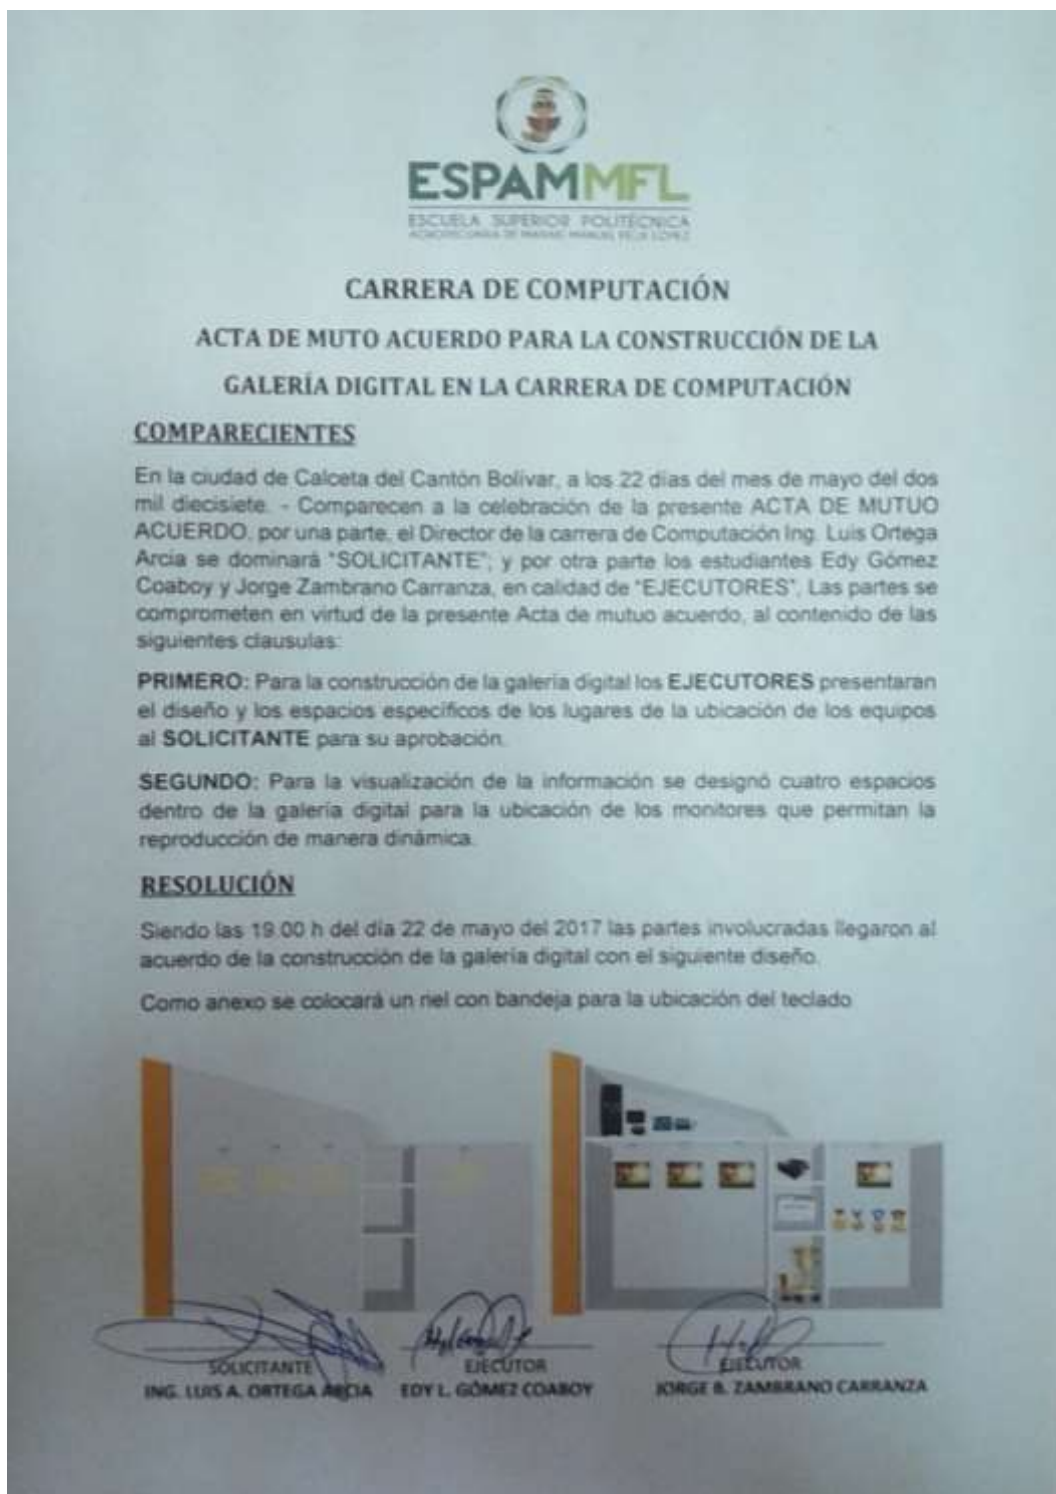 ESPAMMFL
ESCUELA SUPERIOR POLITÉCNICA
AGROPECUARIA DE MANABÍ MANUEL FÉLIX LÓPEZ
CARRERA DE COMPUTACIÓN
ACTA DE MUTO ACUERDO PARA LA CONSTRUCCIÓN DE LA
GALERÍA DIGITAL EN LA CARRERA DE COMPUTACIÓN
COMPARECIENTES
En la ciudad de Calceta del Cantón Bolívar, a los 22 días del mes de mayo del dos
mil diecisiete. - Comparecen a la celebración de la presente ACTA DE MUTUO
ACUERDO, por una parte, el Director de la carrera de Computación Ing. Luis Ortega
Arcia se dominará "SOLICITANTE"; y por otra parte los estudiantes Edy Gómez
Coaboy y Jorge Zambrano Carranza, en calidad de "EJECUTORES". Las partes se
comprometen en virtud de la presente Acta de mutuo acuerdo, al contenido de las
siguientes clausulas:
PRIMERO: Para la construcción de la galería digital los EJECUTORES presentaran
el diseño y los espacios específicos de los lugares de la ubicación de los equipos
al SOLICITANTE para su aprobación.
SEGUNDO: Para la visualización de la información se designó cuatro espacios
dentro de la galería digital para la ubicación de los monitores que permitan la
reproducción de manera dinámica.
RESOLUCIÓN
Siendo las 19:00 h del día 22 de mayo del 2017 las partes involucradas llegaron al
acuerdo de la construcción de la galería digital con el siguiente diseño.
Como anexo se colocará un riel con bandeja para la ubicación del teclado
SOLICITANTE EJECUTOR EJECUTOR
ING. LUIS A. ORTEGA ARCIA EDY L. GÓMEZ COABOY JORGE B. ZAMBRANO CARRANZA